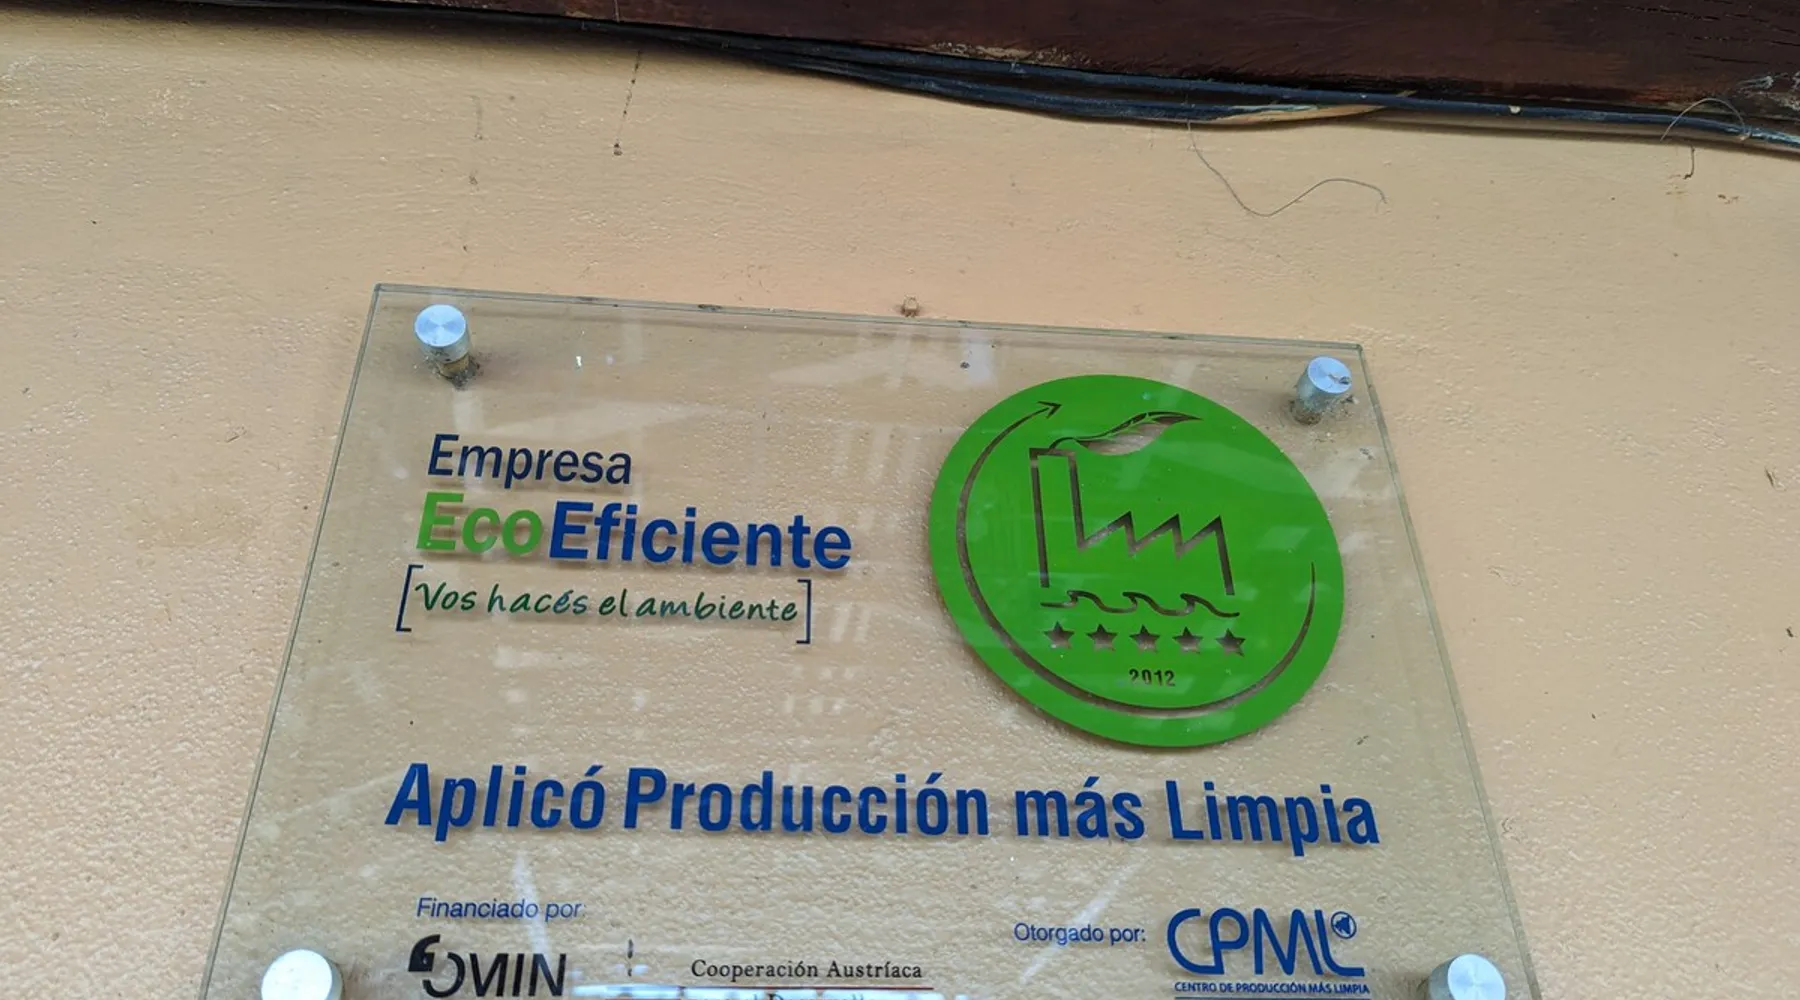 Empresa
EcoEficiente
[Vos hacés el ambiente]
2012
Aplicó Producción más Limpia
Financiado por:
OMIN
Cooperación Austríaca
Otorgado por:
CPML
CENTRO DE PRODUCCIÓN MÁS LIMPIA